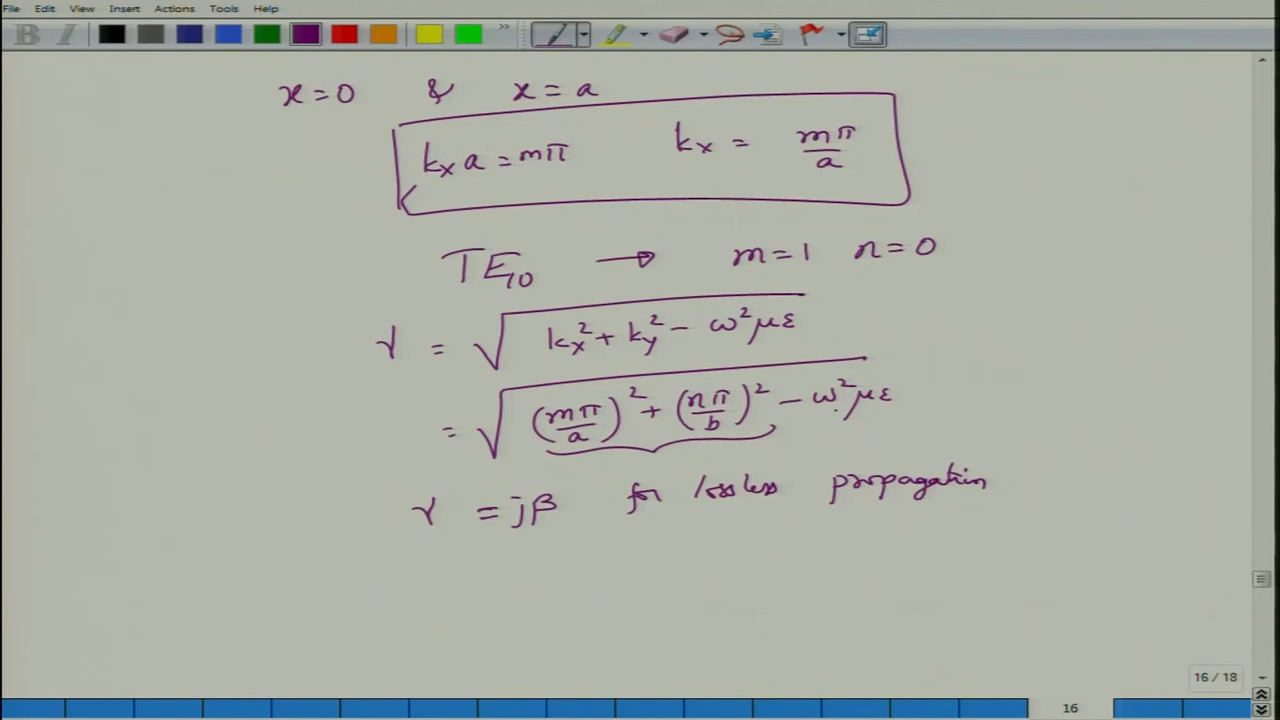 File Edit View Insert Actions Tools Help
B I »
x = 0 & x = a
kₓ a = mπ kₓ = mπ/a
TE₁₀ → m = 1 n = 0
γ = √(kₓ² + k_y² − ω²με)
= √((mπ/a)² + (nπ/b)² − ω²με)
γ = jβ for lossless propagation
16 / 18
16